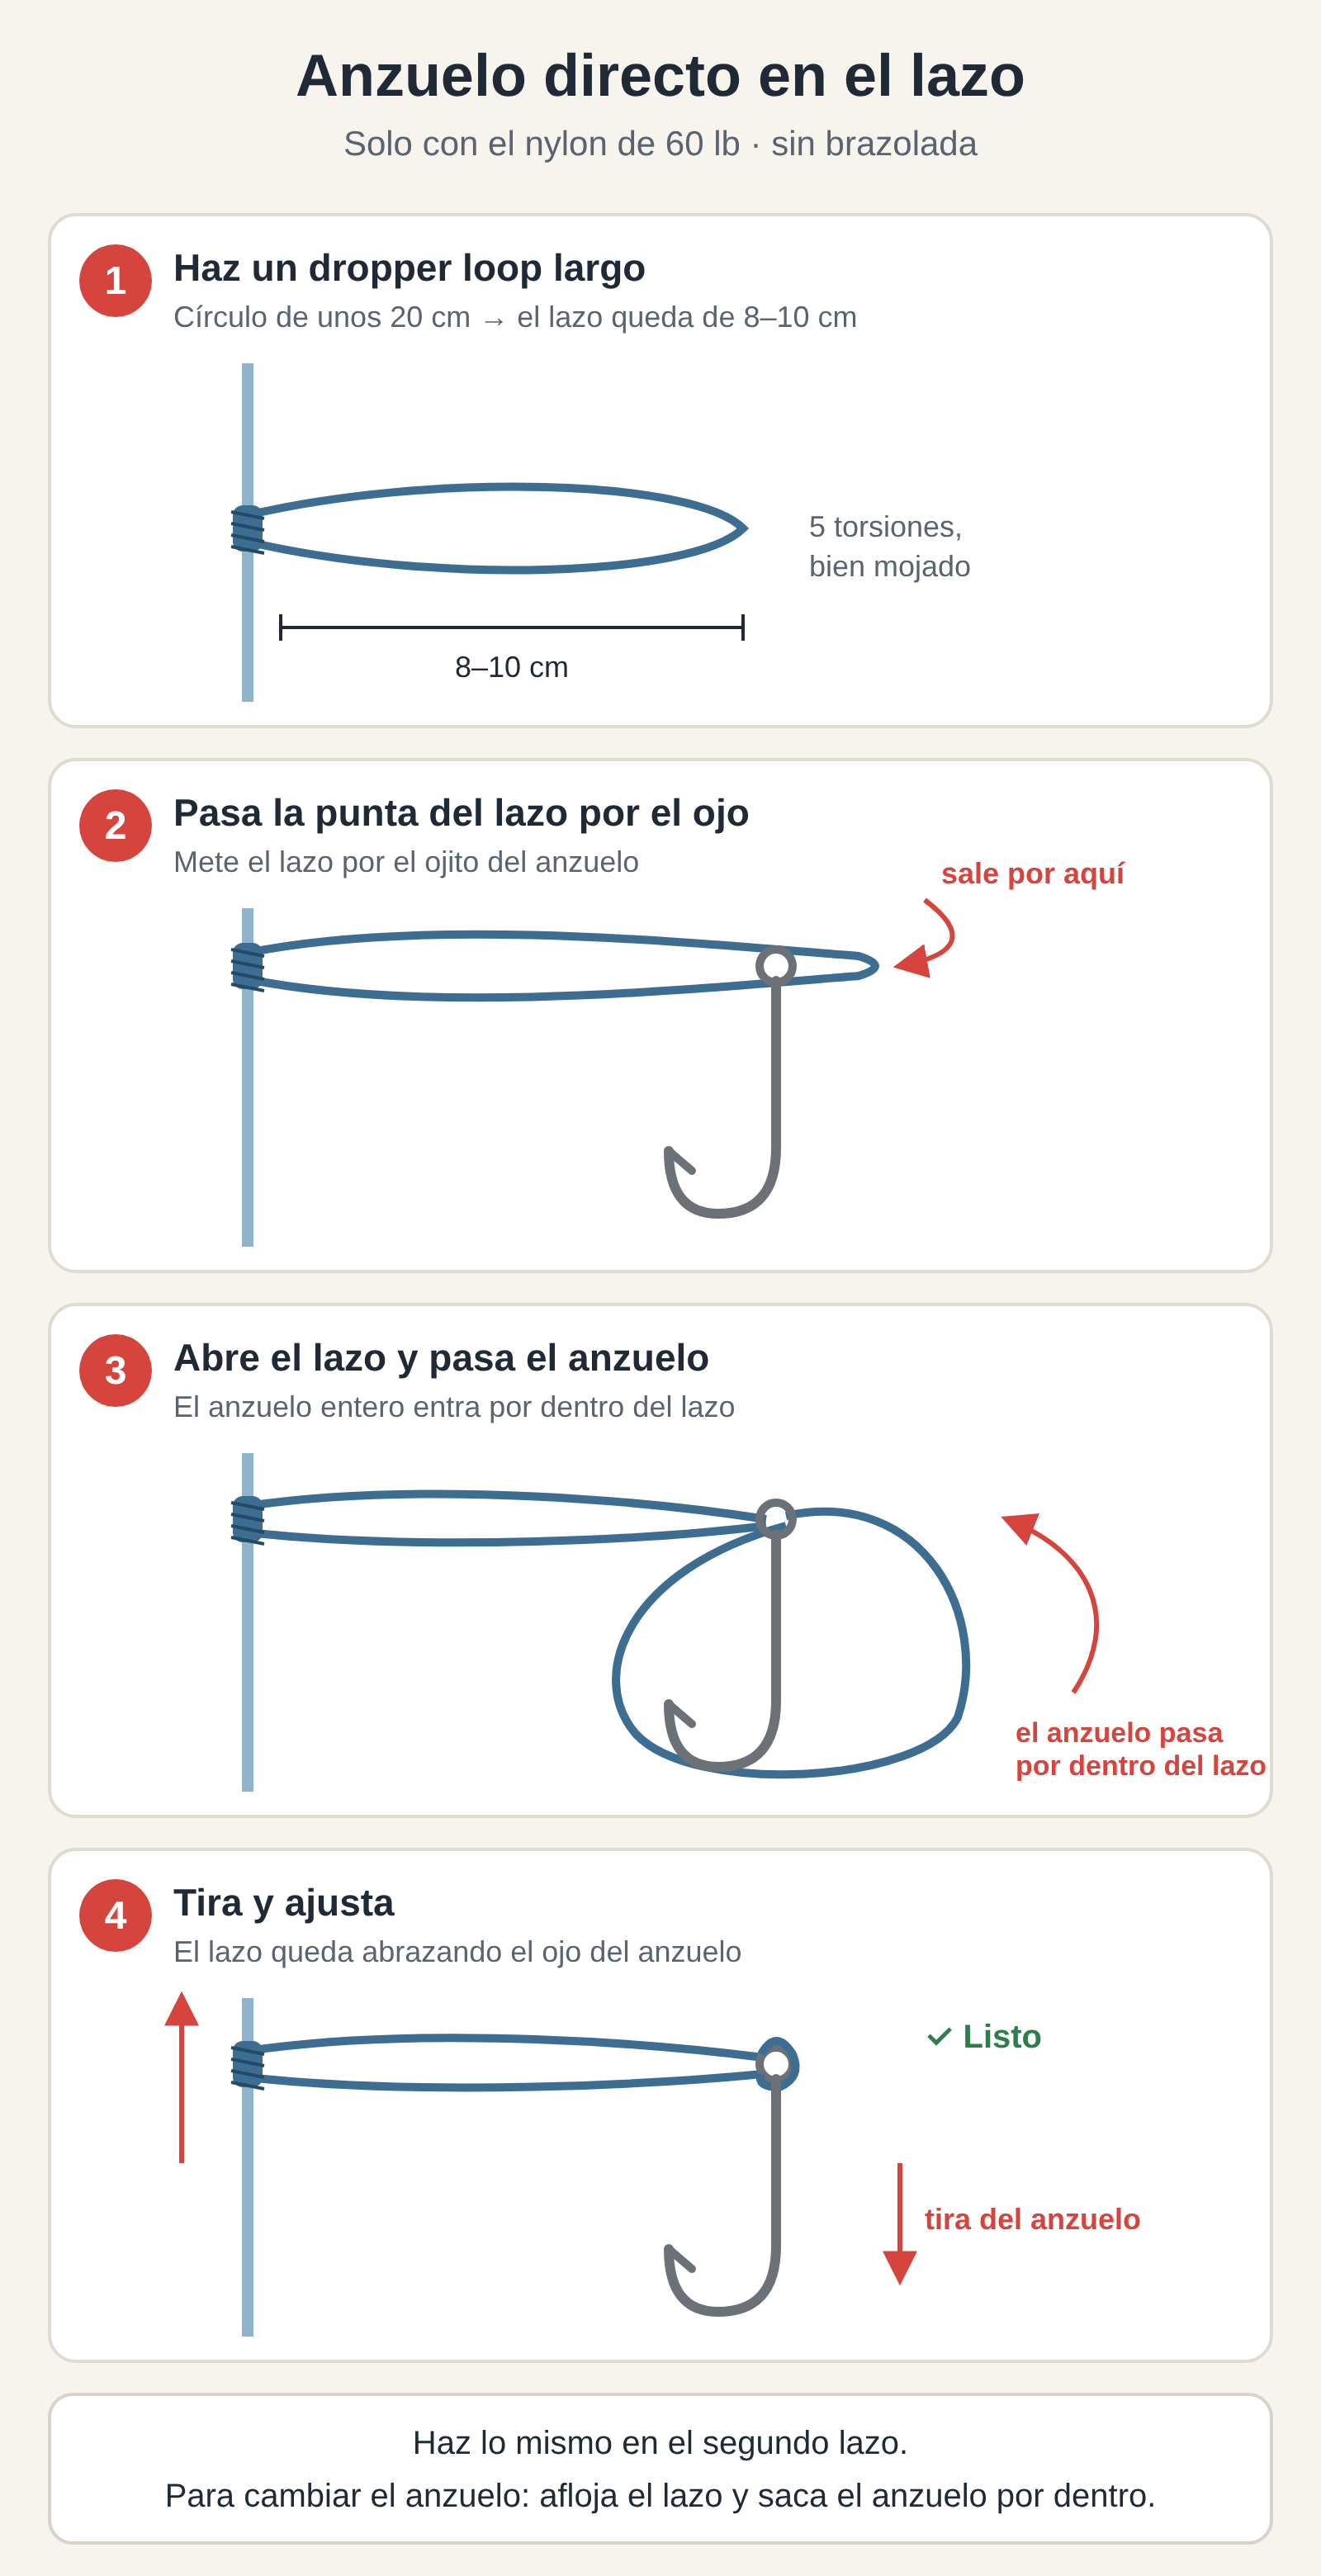 Anzuelo directo en el lazo
Solo con el nylon de 60 lb · sin brazolada
1
Haz un dropper loop largo
Círculo de unos 20 cm → el lazo queda de 8–10 cm
5 torsiones,
bien mojado
8–10 cm
2
Pasa la punta del lazo por el ojo
Mete el lazo por el ojito del anzuelo
sale por aquí
3
Abre el lazo y pasa el anzuelo
El anzuelo entero entra por dentro del lazo
el anzuelo pasa
por dentro del lazo
4
Tira y ajusta
El lazo queda abrazando el ojo del anzuelo
✓ Listo
tira del anzuelo
Haz lo mismo en el segundo lazo.
Para cambiar el anzuelo: afloja el lazo y saca el anzuelo por dentro.